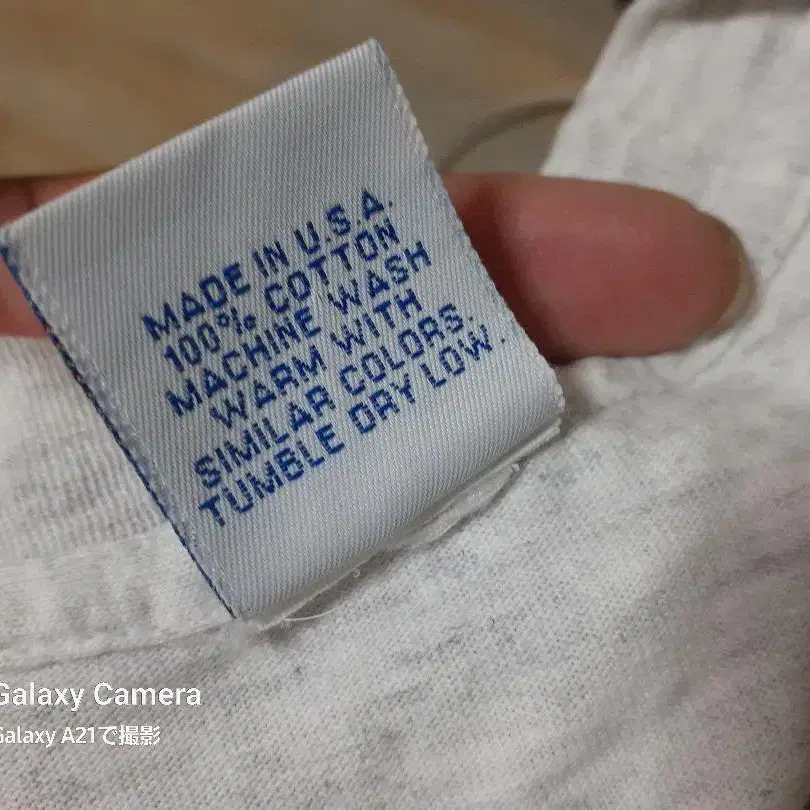 MADE IN U.S.A.
100% COTTON
MACHINE WASH
WARM WITH
SIMILAR COLORS.
TUMBLE DRY LOW.
Galaxy Camera
Galaxy A21で撮影